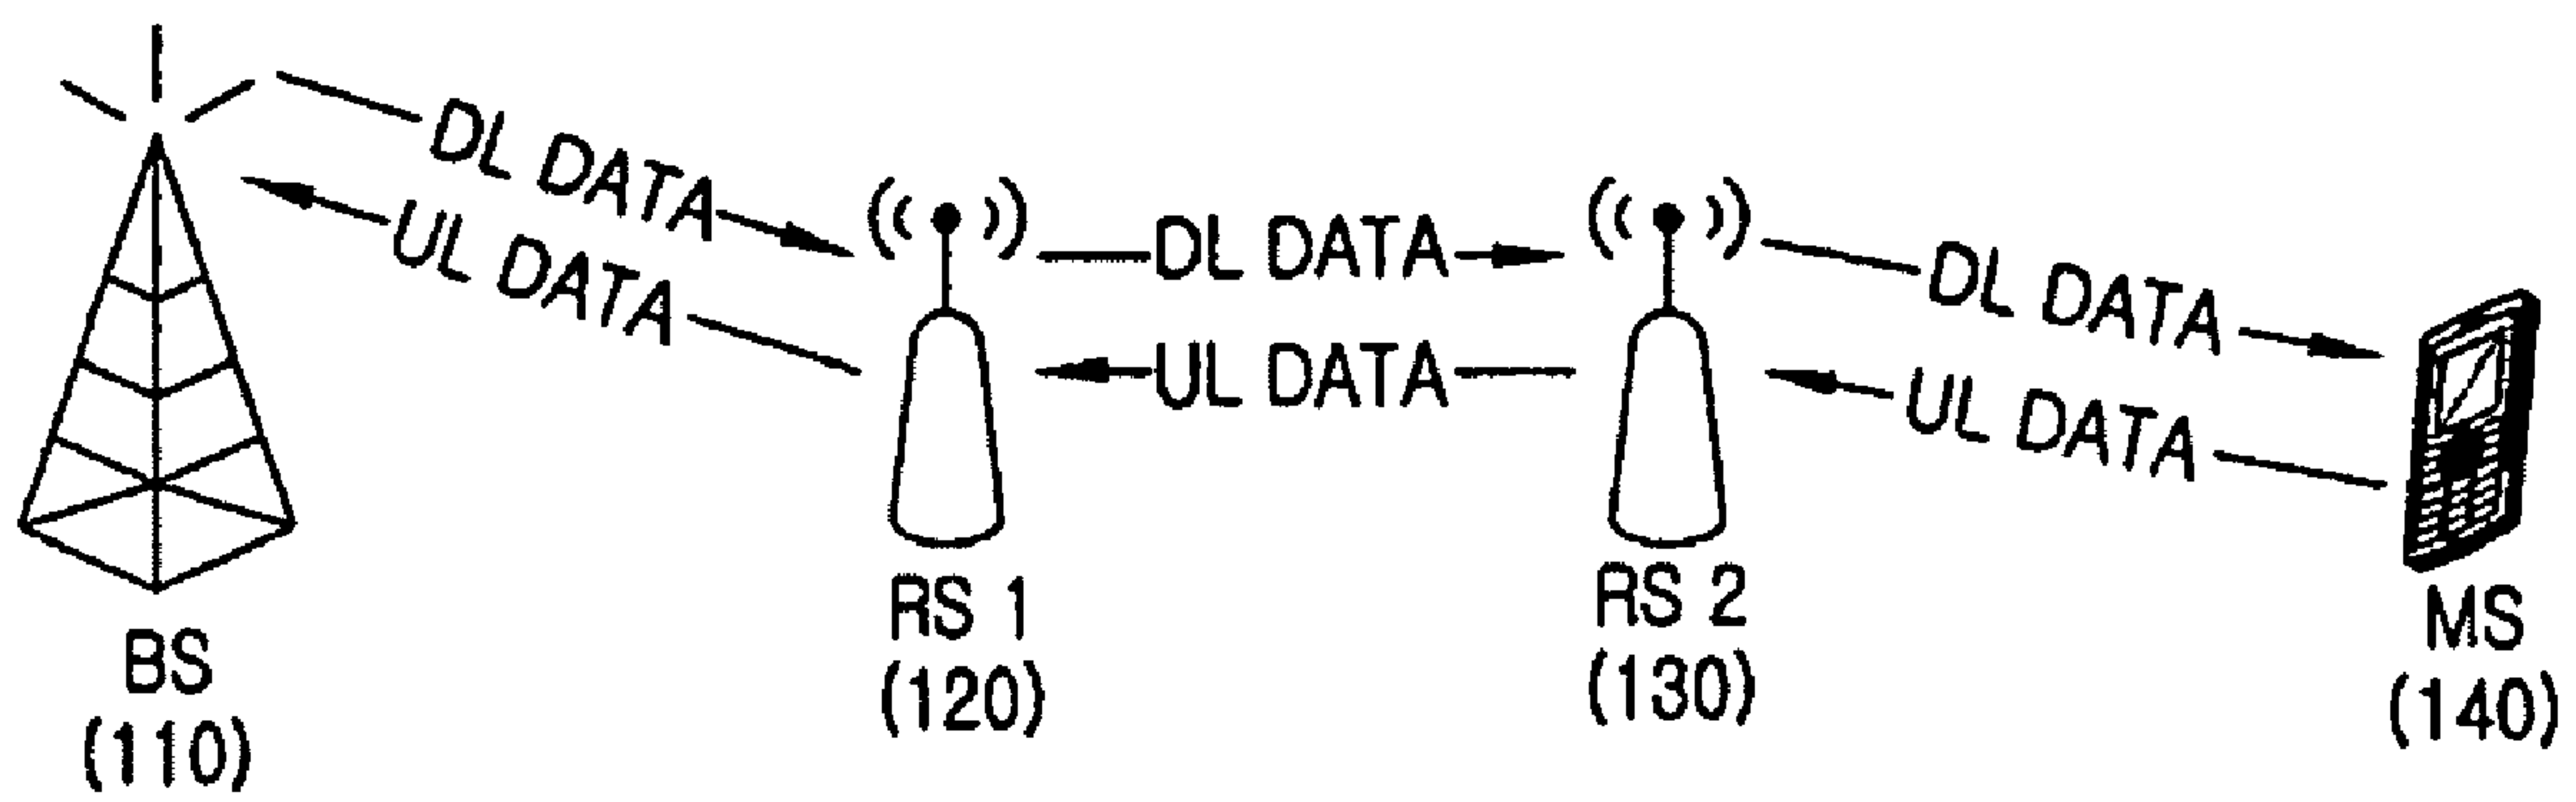 DL DATA
UL DATA
DL DATA
UL DATA
DL DATA
UL DATA
BS
(110)
RS 1
(120)
RS 2
(130)
MS
(140)